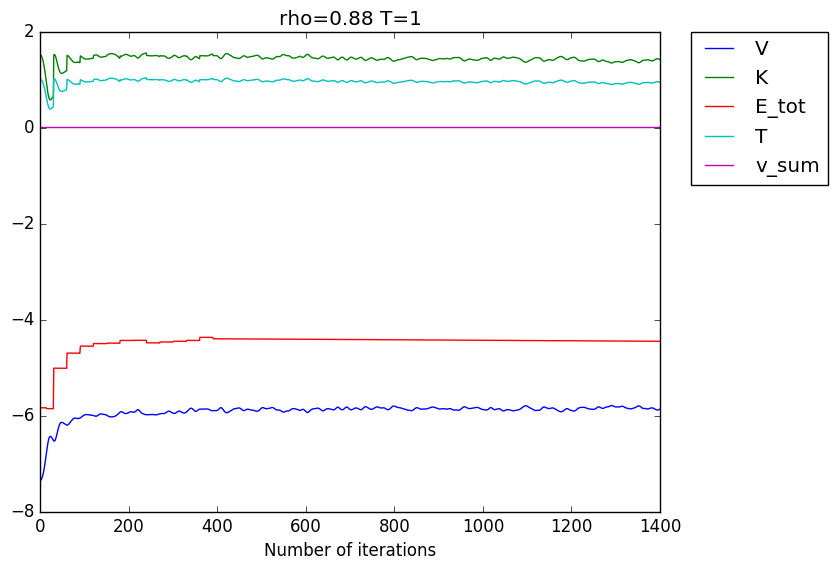 rho=0.88 T=1
2
0
−2
−4
−6
−8
0 200 400 600 800 1000 1200 1400
Number of iterations
V
K
E_tot
T
v_sum